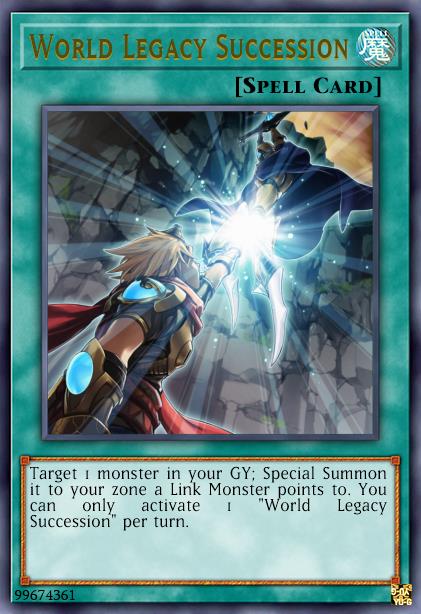 World Legacy Succession
魔
[Spell Card]
Target 1 monster in your GY; Special Summon
it to your zone a Link Monster points to. You
can only activate 1 "World Legacy
Succession" per turn.
99674361